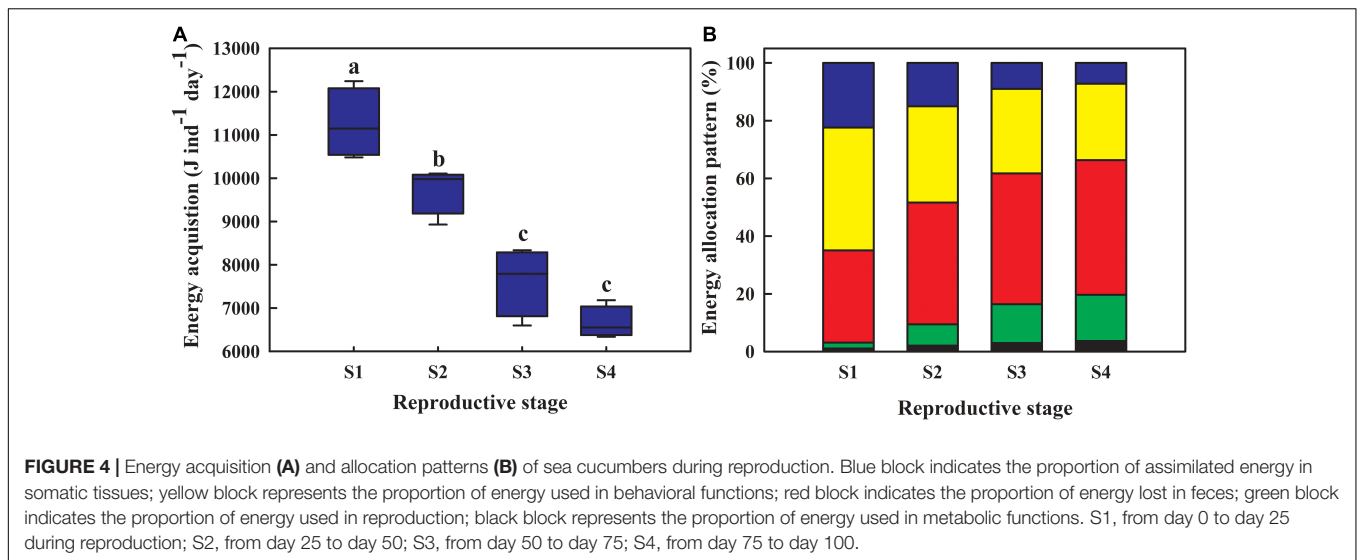 A
Energy acquistion (J ind⁻¹ day⁻¹)
13000
12000
11000
10000
9000
8000
7000
6000
a
b
c
c
S1 S2 S3 S4
Reproductive stage
B
Energy allocation pattern (%)
100
80
60
40
20
0
S1 S2 S3 S4
Reproductive stage
FIGURE 4 | Energy acquisition (A) and allocation patterns (B) of sea cucumbers during reproduction. Blue block indicates the proportion of assimilated energy in
somatic tissues; yellow block represents the proportion of energy used in behavioral functions; red block indicates the proportion of energy lost in feces; green block
indicates the proportion of energy used in reproduction; black block represents the proportion of energy used in metabolic functions. S1, from day 0 to day 25
during reproduction; S2, from day 25 to day 50; S3, from day 50 to day 75; S4, from day 75 to day 100.